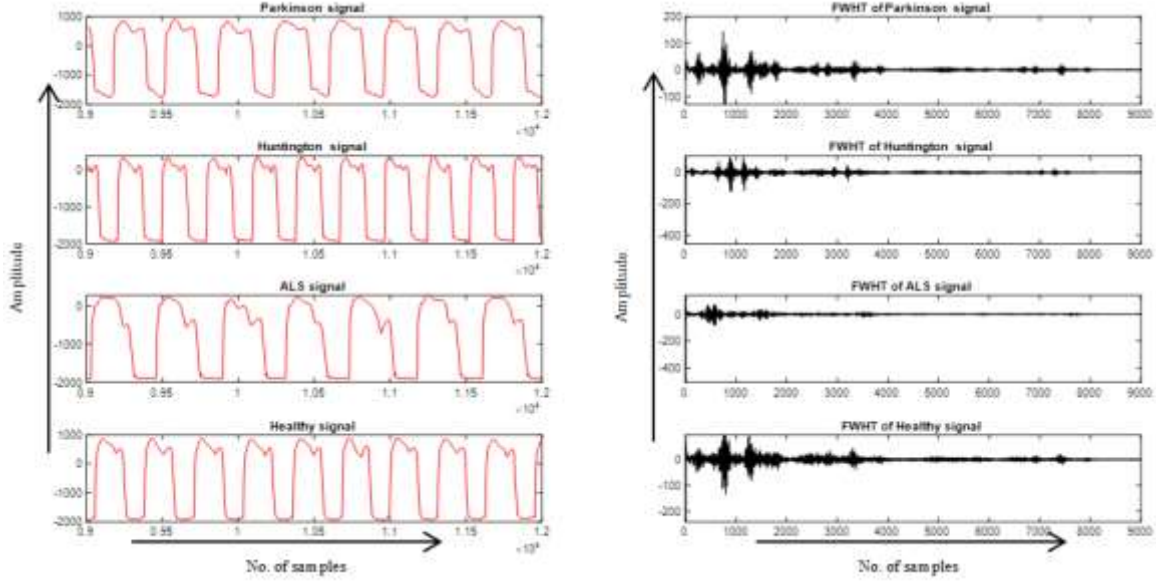 Parkinson signal
1000
0
-1000
-2000
0.9 0.95 1 1.05 1.1 1.15 1.2
×10⁴
Huntington signal
0
-1000
-2000
0.9 0.95 1 1.05 1.1 1.15 1.2
×10⁴
ALS signal
0
-1000
-2000
0.9 0.95 1 1.05 1.1 1.15 1.2
×10⁴
Healthy signal
1000
0
-1000
-2000
0.9 0.95 1 1.05 1.1 1.15 1.2
×10⁴
Amplitude
No. of samples
FWHT of Parkinson signal
200
100
0
-100
0 1000 2000 3000 4000 5000 6000 7000 8000 9000
FWHT of Huntington signal
0
-200
-400
0 1000 2000 3000 4000 5000 6000 7000 8000 9000
FWHT of ALS signal
0
-200
-400
0 1000 2000 3000 4000 5000 6000 7000 8000 9000
FWHT of Healthy signal
0
-100
-200
0 1000 2000 3000 4000 5000 6000 7000 8000 9000
Amplitude
No. of samples